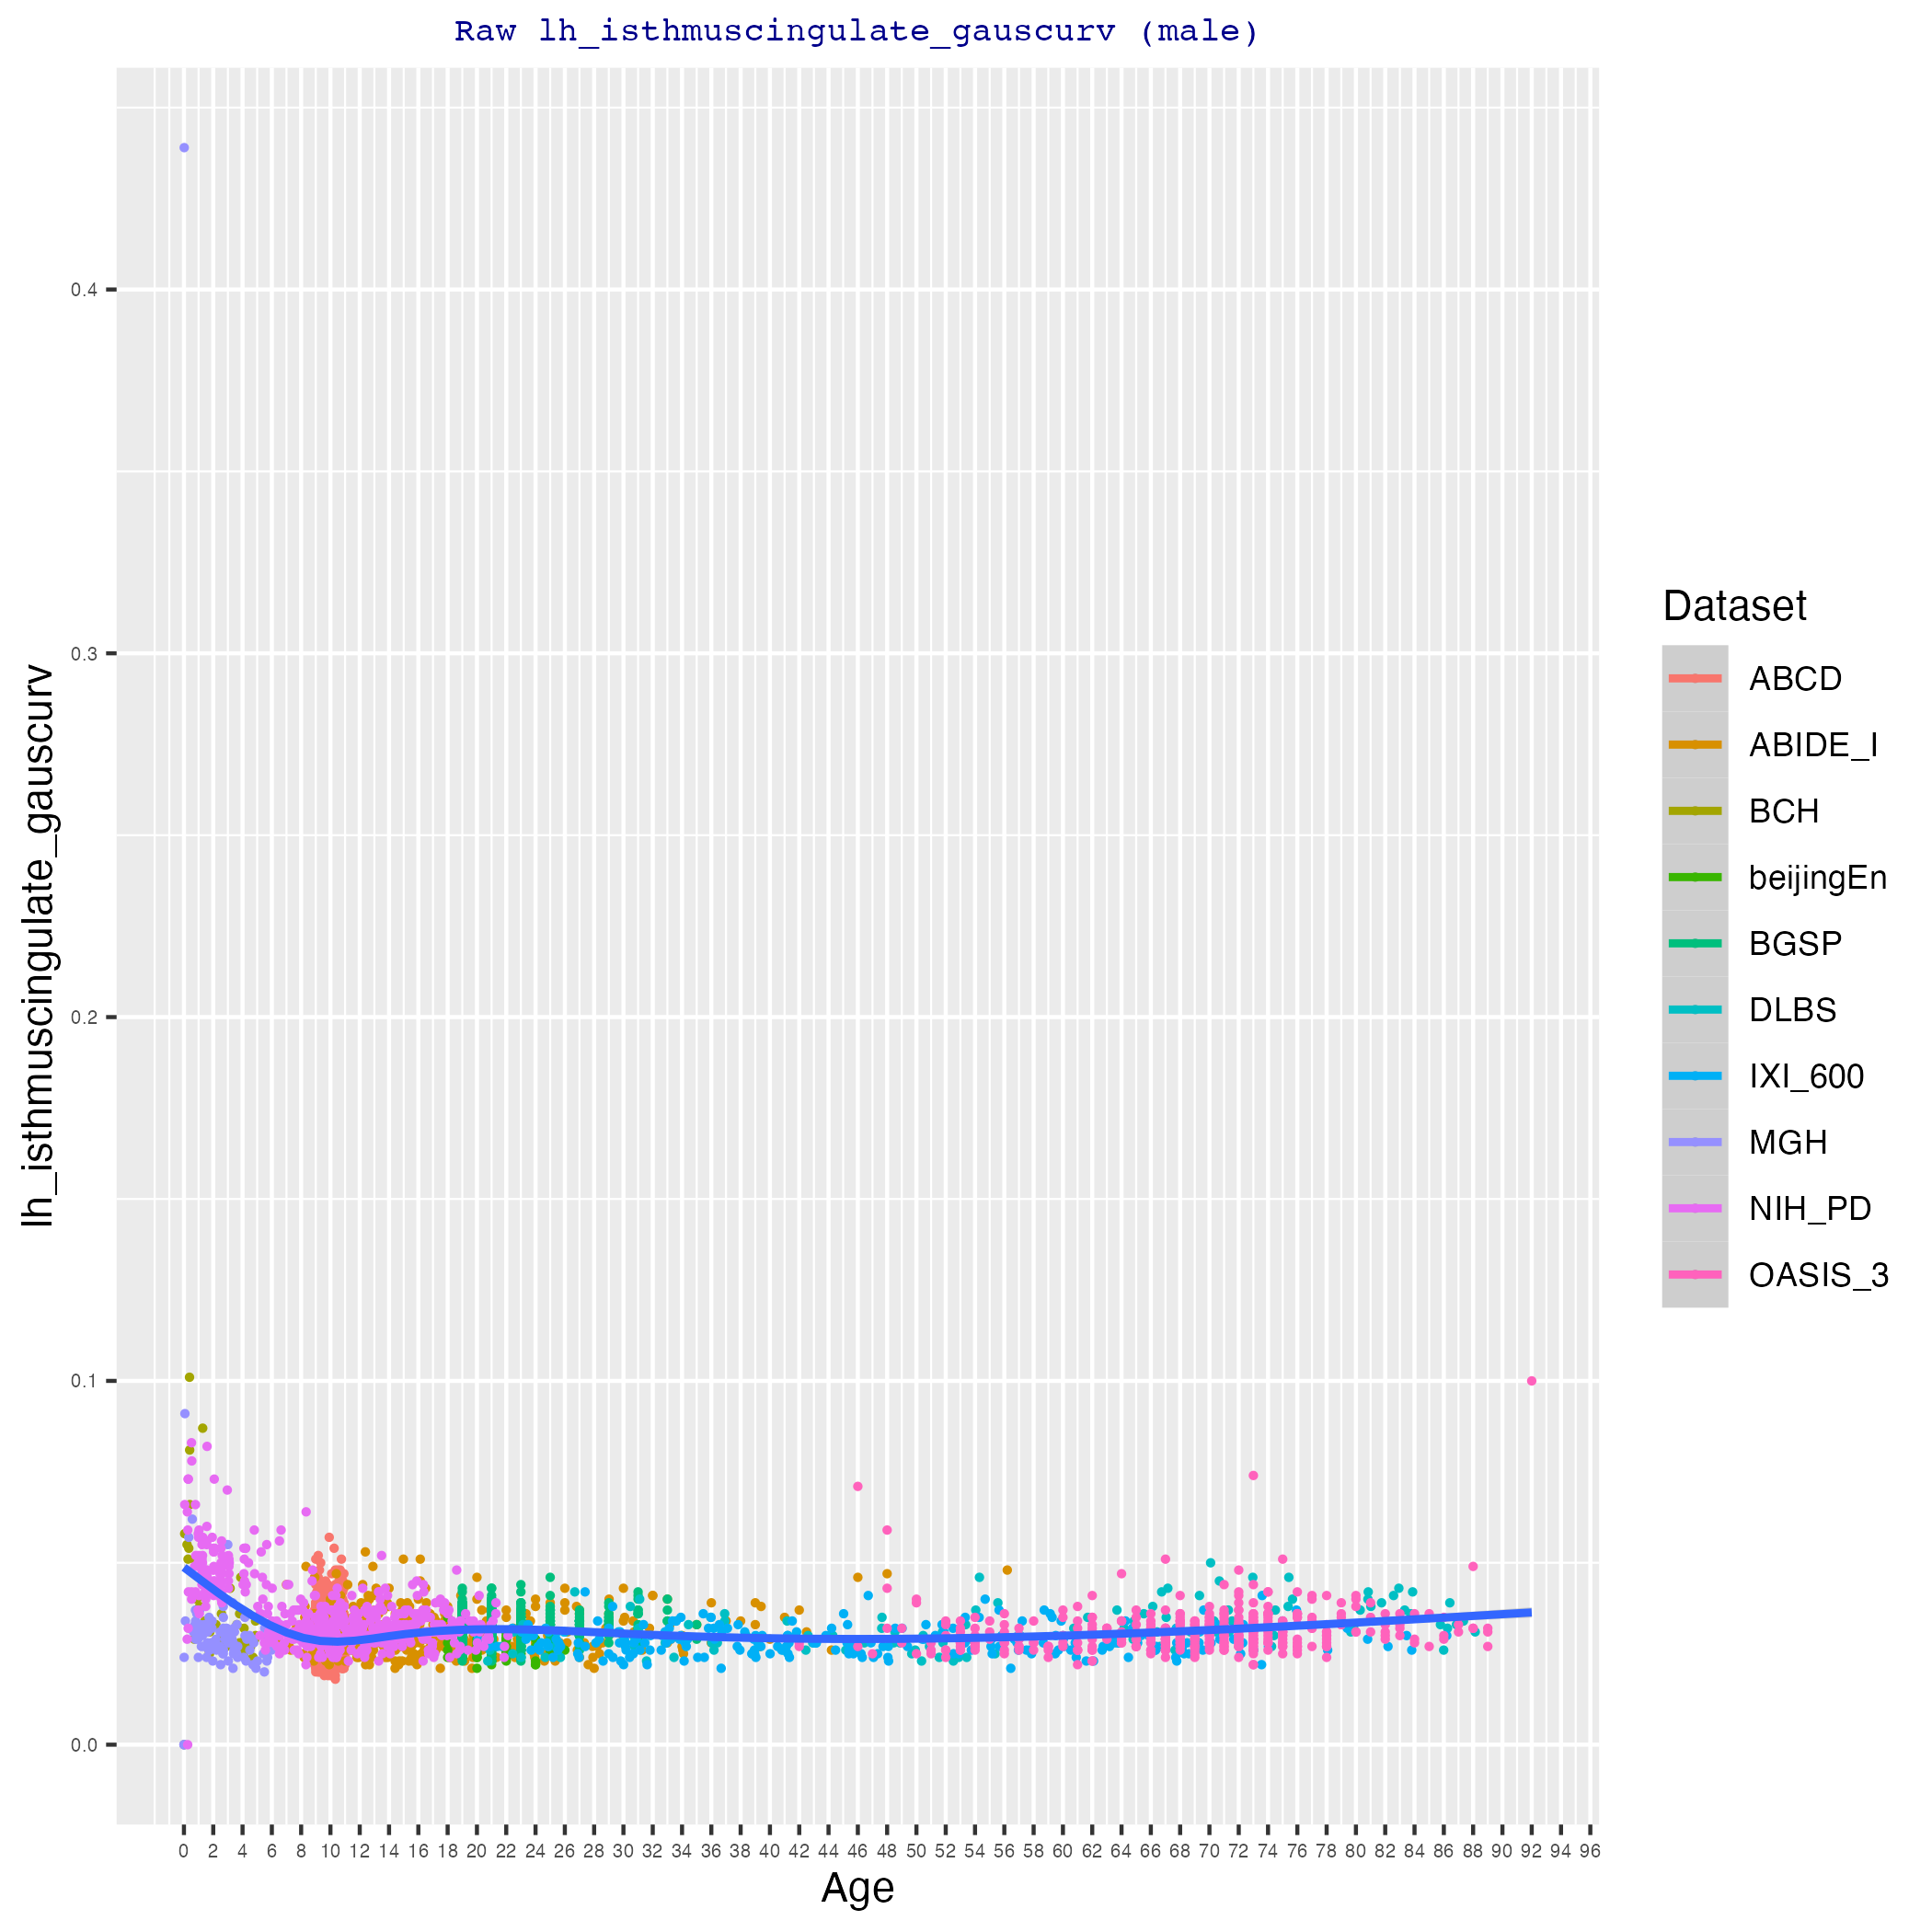 Raw lh_isthmuscingulate_gauscurv (male)
lh_isthmuscingulate_gauscurv
0.4
0.3
0.2
0.1
0.0
0 2 4 6 8 10 12 14 16 18 20 22 24 26 28 30 32 34 36 38 40 42 44 46 48 50 52 54 56 58 60 62 64 66 68 70 72 74 76 78 80 82 84 86 88 90 92 94 96
Age
Dataset
ABCD
ABIDE_I
BCH
beijingEn
BGSP
DLBS
IXI_600
MGH
NIH_PD
OASIS_3